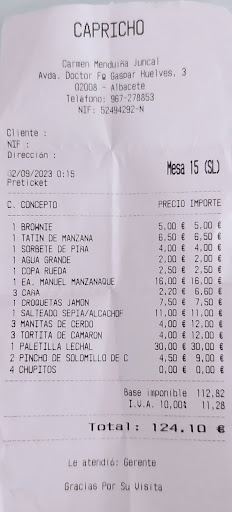 CAPRICHO
Carmen Menduiña Juncal
Avda. Doctor Fº Gaspar Huelves, 3
02008 - Albacete
Teléfono: 967-278853
NIF: 52494292-N
Cliente :
NIF :
Dirección :
02/09/2023 0:15 Mesa 15 (SL)
Preticket
C. CONCEPTO PRECIO IMPORTE
1 BROWNIE 5,00 € 5,00 €
1 TATIN DE MANZANA 6,50 € 6,50 €
1 SORBETE DE PIRA 4,00 € 4,00 €
1 AGUA GRANDE 2,00 € 2,00 €
1 COPA RUEDA 2,50 € 2,50 €
1 EA. MANUEL MANZANAQUE 16,00 € 16,00 €
3 CAÑA 2,20 € 6,60 €
1 CROQUETAS JAMON 7,50 € 7,50 €
1 SALTEADO SEPIA/ALCACHOF 11,00 € 11,00 €
3 MANITAS DE CERDO 4,00 € 12,00 €
3 TORTITA DE CAMARON 4,00 € 12,00 €
1 PALETILLA LECHAL 30,00 € 30,00 €
2 PINCHO DE SOLOMILLO DE C 4,50 € 9,00 €
4 CHUPITOS 0,00 € 0,00 €
Base imponible 112,82
I.V.A. 10,00% 11,28
Total: 124,10 €
Le atendió: Gerente
Gracias Por Su Visita